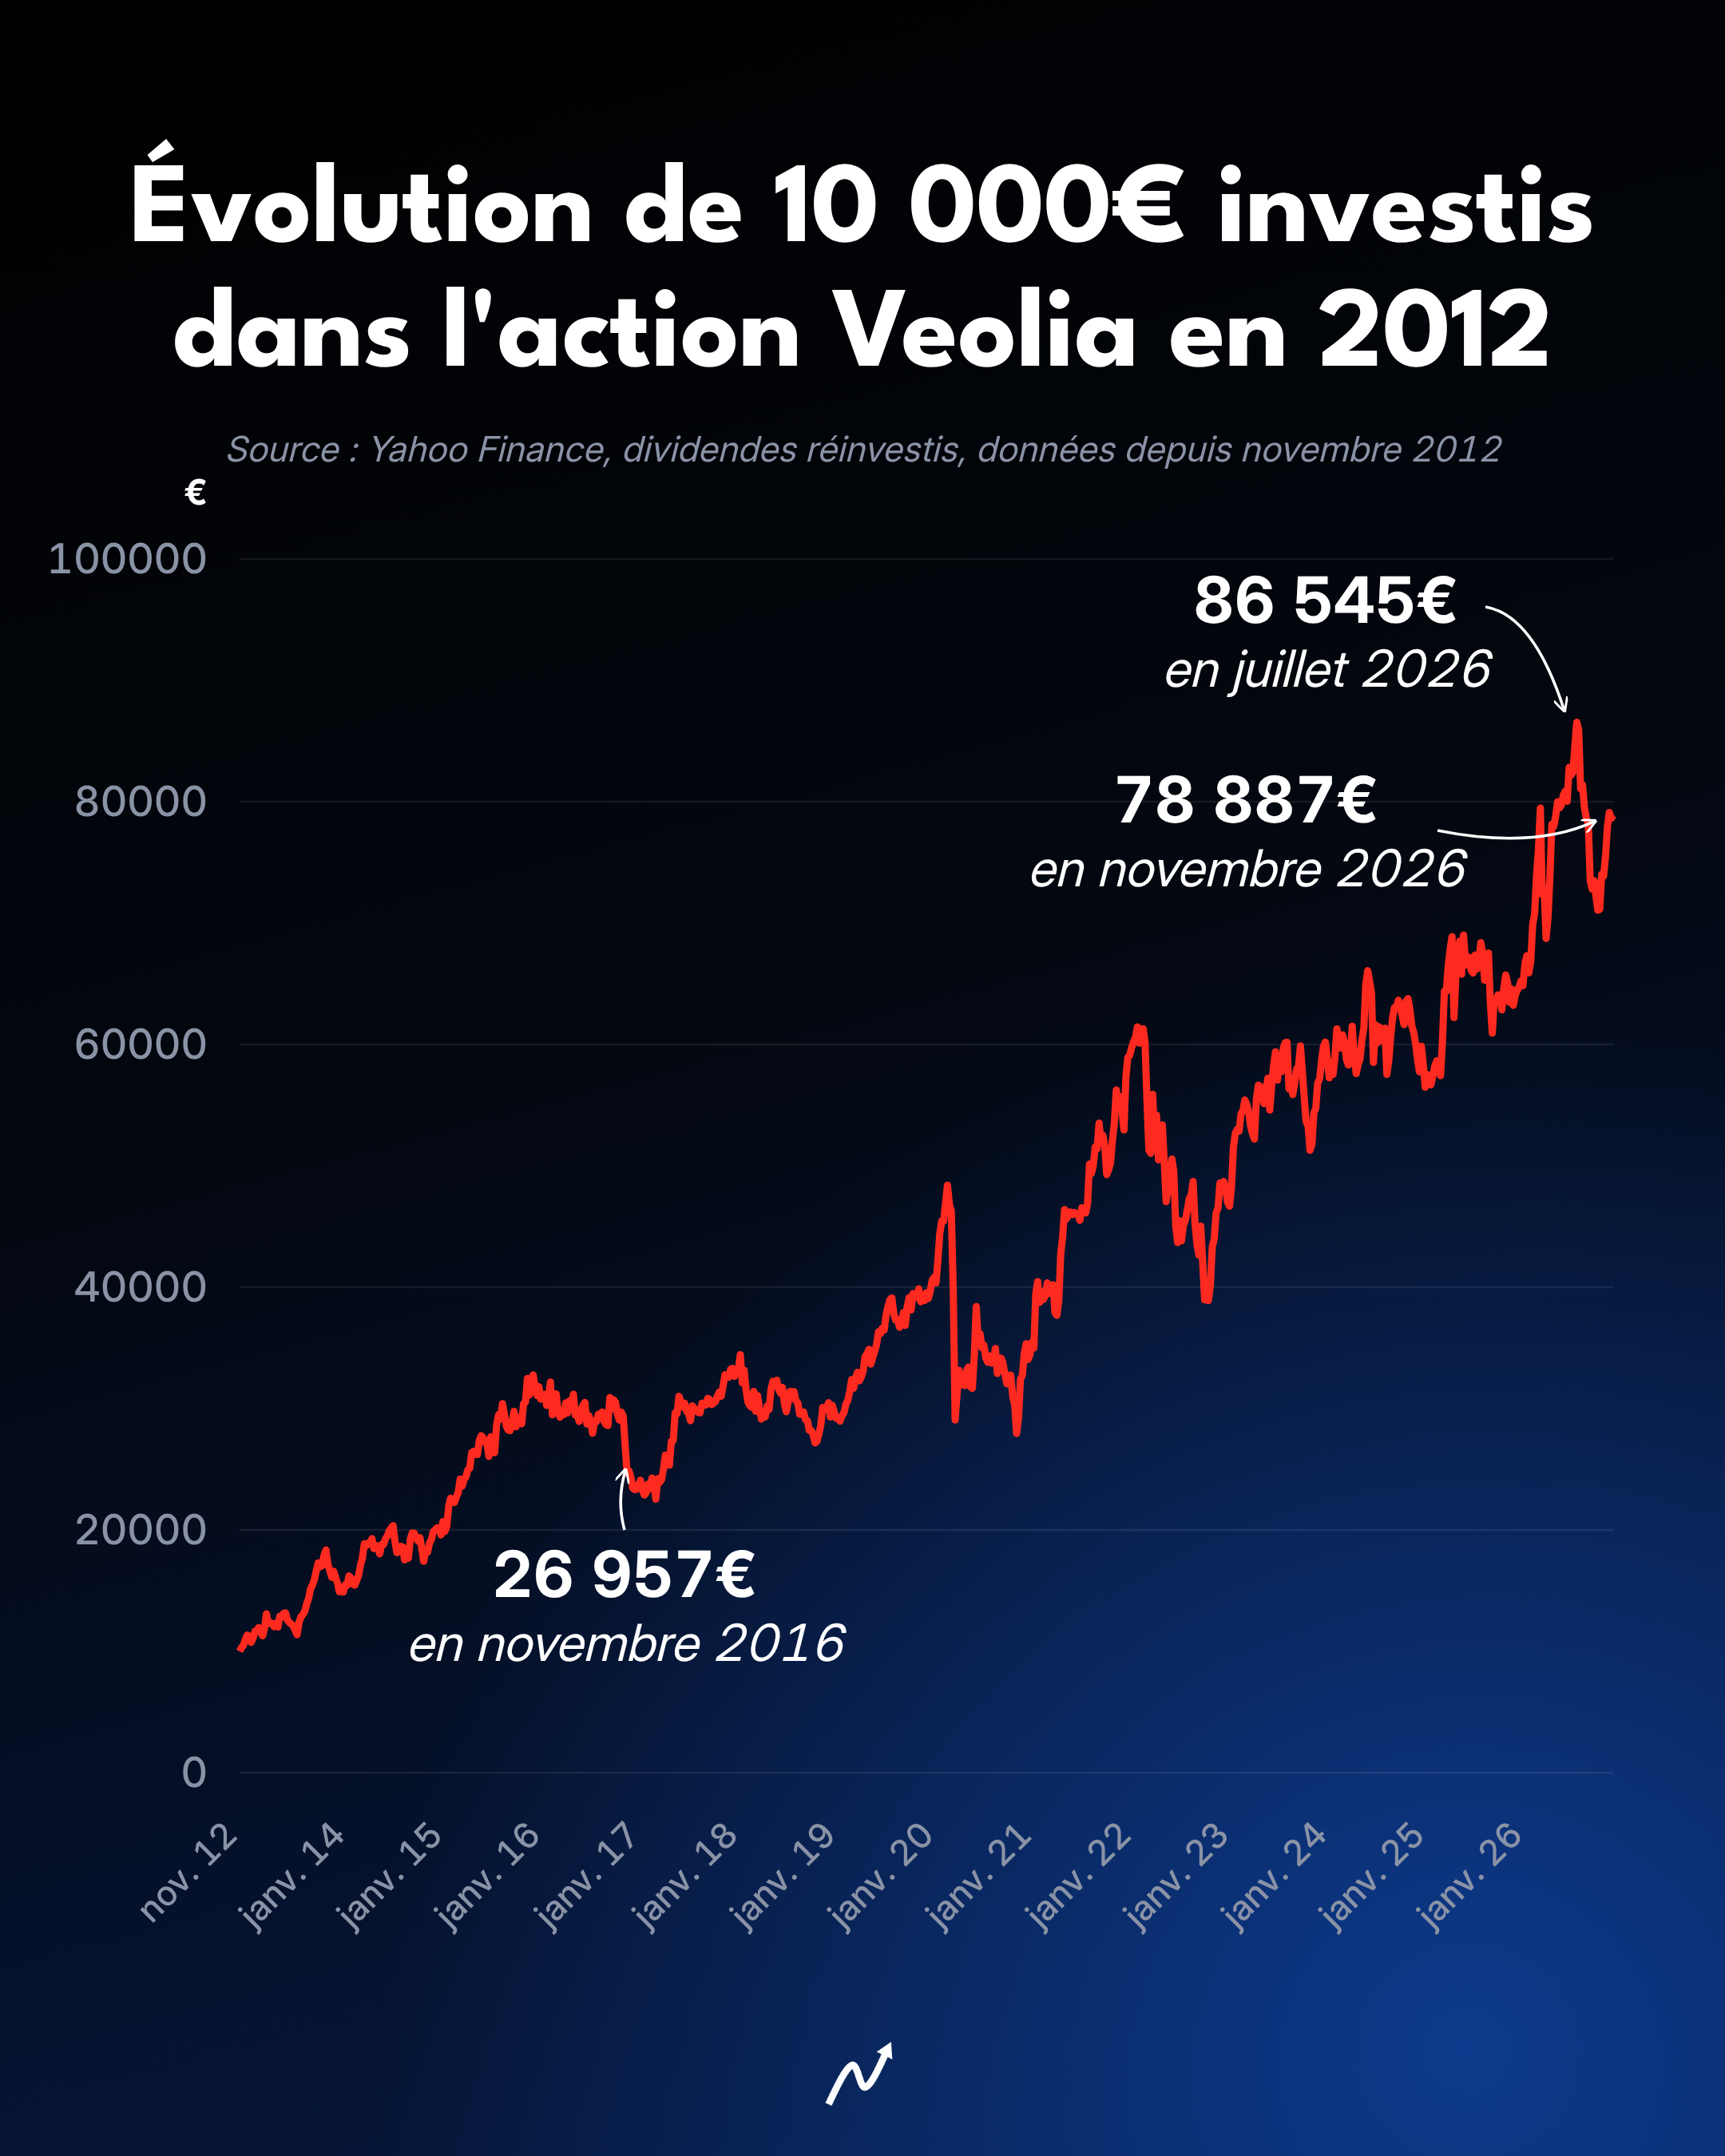 Évolution de 10 000€ investis
dans l'action Veolia en 2012
Source : Yahoo Finance, dividendes réinvestis, données depuis novembre 2012
€
100000
86 545€
en juillet 2026
80000
78 887€
en novembre 2026
60000
40000
20000
26 957€
en novembre 2016
0
nov. 12
janv. 14
janv. 15
janv. 16
janv. 17
janv. 18
janv. 19
janv. 20
janv. 21
janv. 22
janv. 23
janv. 24
janv. 25
janv. 26